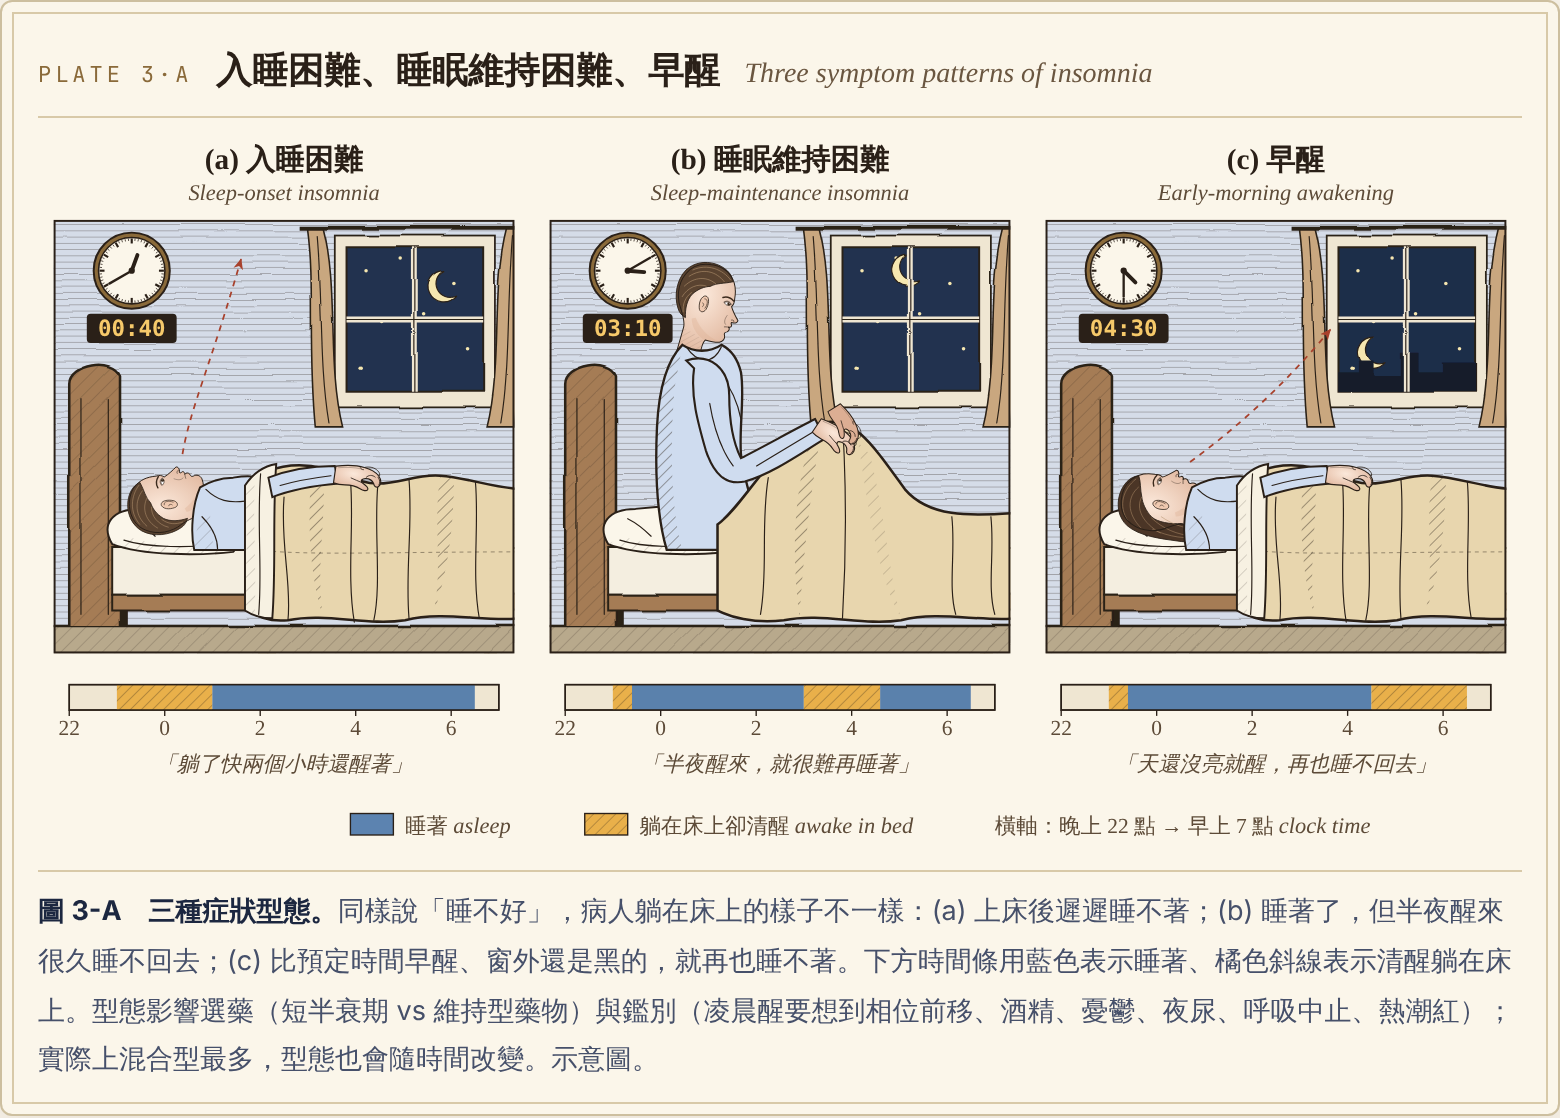 PLATE 3·A 入睡困難、睡眠維持困難、早醒 Three symptom patterns of insomnia
(a) 入睡困難
Sleep-onset insomnia
00:40
22 0 2 4 6
「躺了快兩個小時還醒著」
(b) 睡眠維持困難
Sleep-maintenance insomnia
03:10
22 0 2 4 6
「半夜醒來，就很難再睡著」
(c) 早醒
Early-morning awakening
04:30
22 0 2 4 6
「天還沒亮就醒，再也睡不回去」
睡著 asleep
躺在床上卻清醒 awake in bed
橫軸：晚上 22 點 → 早上 7 點 clock time
圖 3-A　三種症狀型態。同樣說「睡不好」，病人躺在床上的樣子不一樣：(a) 上床後遲遲睡不著；(b) 睡著了，但半夜醒來
很久睡不回去；(c) 比預定時間早醒、窗外還是黑的，就再也睡不著。下方時間條用藍色表示睡著、橘色斜線表示清醒躺在床
上。型態影響選藥（短半衰期 vs 維持型藥物）與鑑別（凌晨醒要想到相位前移、酒精、憂鬱、夜尿、呼吸中止、熱潮紅）；
實際上混合型最多，型態也會隨時間改變。示意圖。